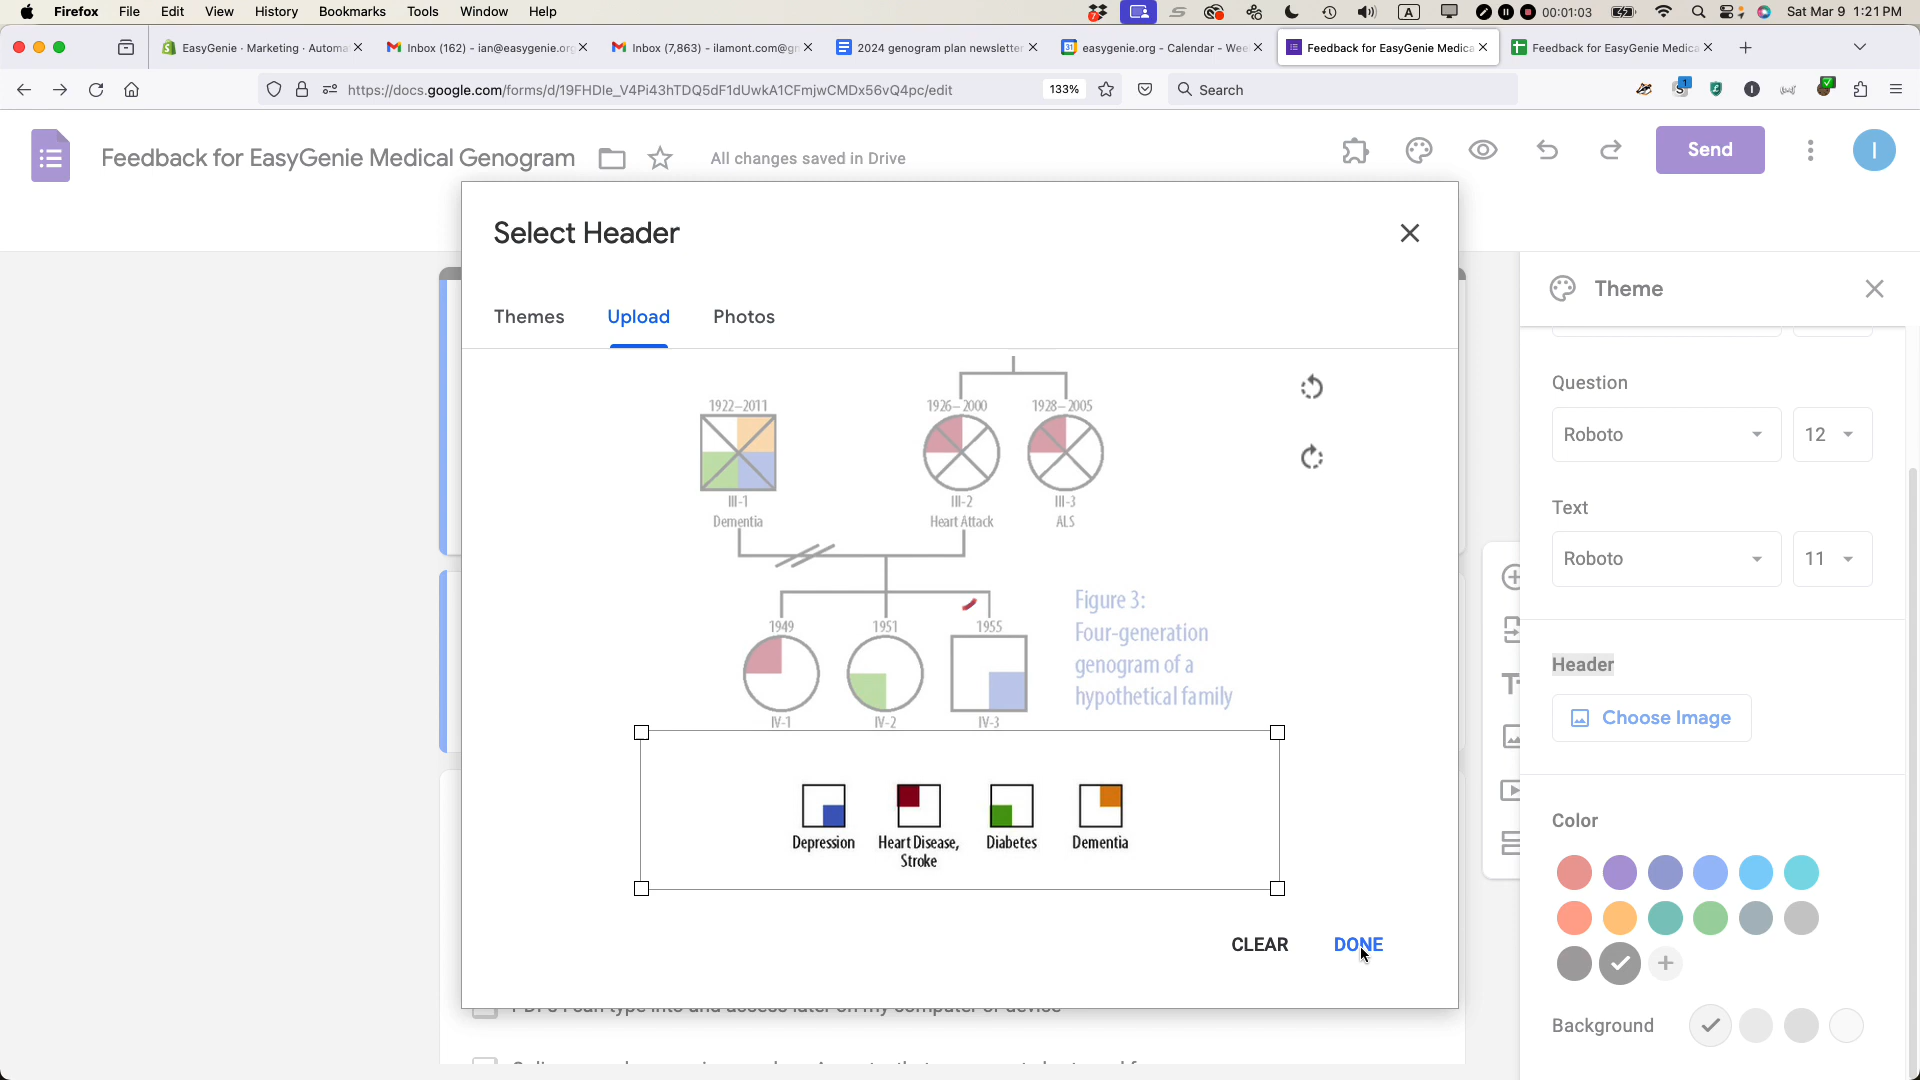 Firefox File Edit View History Bookmarks Tools Window Help
A 00:01:03 Sat Mar 9 1:21 PM
EasyGenie · Marketing · Automa
Inbox (162) - ian@easygenie.or
Inbox (7,863) - ilamont.com@g
2024 genogram plan newslette
31 easygenie.org - Calendar - Wee
Feedback for EasyGenie Medica
Feedback for EasyGenie Medica
https://docs.google.com/forms/d/19FHDIe_V4Pi43hTDQ5dF1dUwkA1CFmjwCMDx56vQ4pc/edit
133%
Search
Feedback for EasyGenie Medical Genogram
All changes saved in Drive
Send
I
Select Header
Themes Upload Photos
1922–2011 1926–2000 1928–2005
III-1 III-2 III-3
Dementia Heart Attack ALS
1949 1951 1955
IV-1 IV-2 IV-3
Figure 3:
Four-generation
genogram of a
hypothetical family
Depression Heart Disease, Diabetes Dementia
Stroke
CLEAR DONE
Theme
Question
Roboto 12
Text
Roboto 11
Header
Choose Image
Color
Background